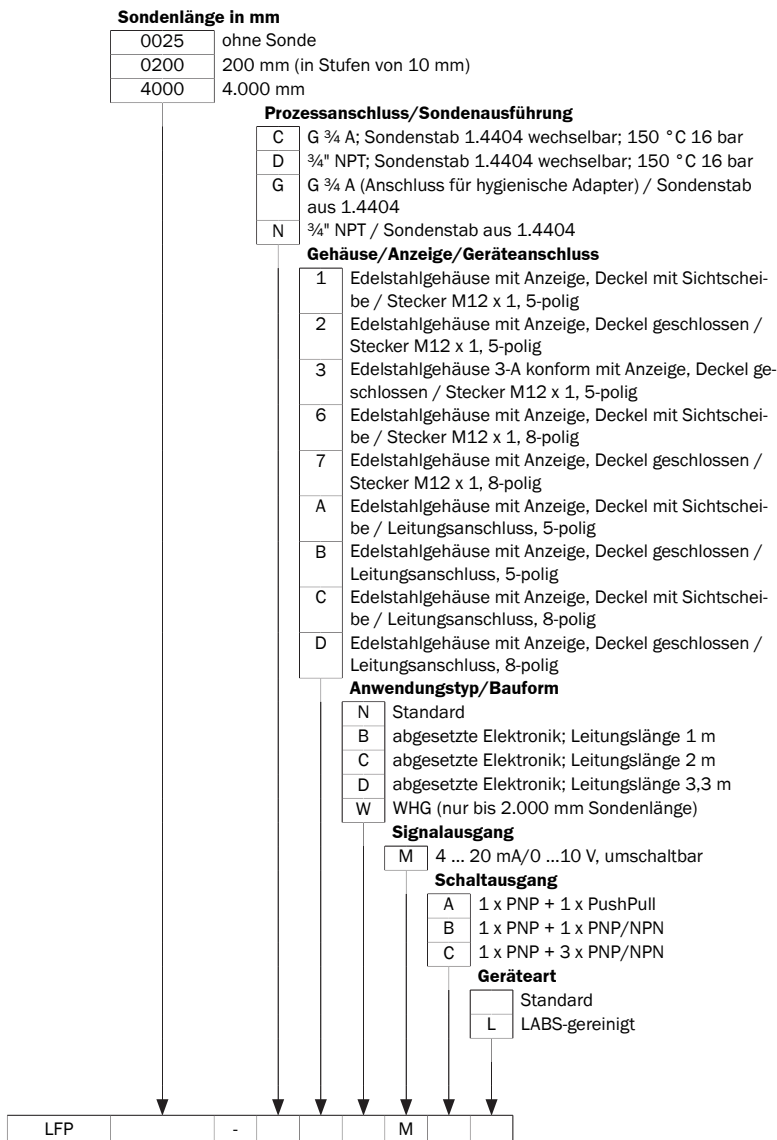 Sondenlänge in mm
0025 ohne Sonde
0200 200 mm (in Stufen von 10 mm)
4000 4.000 mm
Prozessanschluss/Sondenausführung
C G ¾ A; Sondenstab 1.4404 wechselbar; 150 °C 16 bar
D ¾" NPT; Sondenstab 1.4404 wechselbar; 150 °C 16 bar
G G ¾ A (Anschluss für hygienische Adapter) / Sondenstab
aus 1.4404
N ¾" NPT / Sondenstab aus 1.4404
Gehäuse/Anzeige/Geräteanschluss
1 Edelstahlgehäuse mit Anzeige, Deckel mit Sichtschei-
be / Stecker M12 x 1, 5-polig
2 Edelstahlgehäuse mit Anzeige, Deckel geschlossen /
Stecker M12 x 1, 5-polig
3 Edelstahlgehäuse 3-A konform mit Anzeige, Deckel ge-
schlossen / Stecker M12 x 1, 5-polig
6 Edelstahlgehäuse mit Anzeige, Deckel mit Sichtschei-
be / Stecker M12 x 1, 8-polig
7 Edelstahlgehäuse mit Anzeige, Deckel geschlossen /
Stecker M12 x 1, 8-polig
A Edelstahlgehäuse mit Anzeige, Deckel mit Sichtschei-
be / Leitungsanschluss, 5-polig
B Edelstahlgehäuse mit Anzeige, Deckel geschlossen /
Leitungsanschluss, 5-polig
C Edelstahlgehäuse mit Anzeige, Deckel mit Sichtschei-
be / Leitungsanschluss, 8-polig
D Edelstahlgehäuse mit Anzeige, Deckel geschlossen /
Leitungsanschluss, 8-polig
Anwendungstyp/Bauform
N Standard
B abgesetzte Elektronik; Leitungslänge 1 m
C abgesetzte Elektronik; Leitungslänge 2 m
D abgesetzte Elektronik; Leitungslänge 3,3 m
W WHG (nur bis 2.000 mm Sondenlänge)
Signalausgang
M 4 ... 20 mA/0 ...10 V, umschaltbar
Schaltausgang
A 1 x PNP + 1 x PushPull
B 1 x PNP + 1 x PNP/NPN
C 1 x PNP + 3 x PNP/NPN
Geräteart
Standard
L LABS-gereinigt
LFP - M